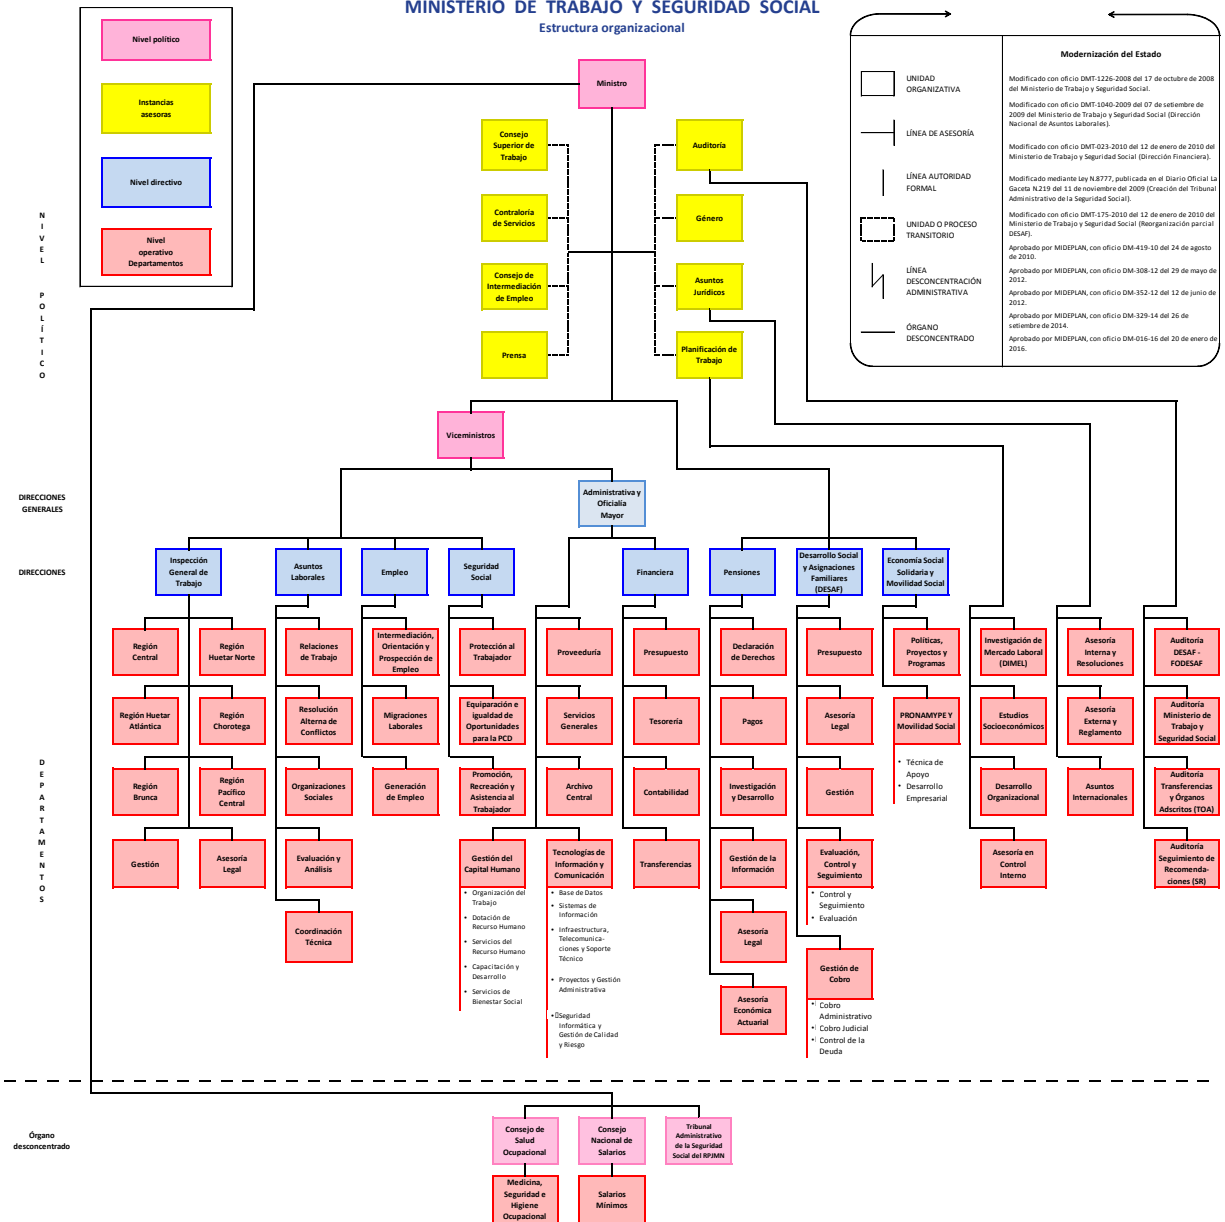 MINISTERIO DE TRABAJO Y SEGURIDAD SOCIAL
Estructura organizacional
Nivel político
Instancias
asesoras
Nivel directivo
Nivel
operativo
Departamentos
NIVEL POLÍTICO
Ministro
Consejo
Superior de
Trabajo
Auditoría
Contraloría
de Servicios
Género
Consejo de
Intermediación
de Empleo
Asuntos
Jurídicos
Prensa
Planificación de
Trabajo
UNIDAD
ORGANIZATIVA
LÍNEA DE ASESORÍA
LÍNEA AUTORIDAD
FORMAL
UNIDAD O PROCESO
TRANSITORIO
LÍNEA
DESCONCENTRACIÓN
ADMINISTRATIVA
ÓRGANO
DESCONCENTRADO
Modernización del Estado
Modificado con oficio DMT-1226-2008 del 17 de octubre de 2008
del Ministerio de Trabajo y Seguridad Social.
Modificado con oficio DMT-1040-2009 del 07 de setiembre de
2009 del Ministerio de Trabajo y Seguridad Social (Dirección
Nacional de Asuntos Laborales).
Modificado con oficio DMT-023-2010 del 12 de enero de 2010 del
Ministerio de Trabajo y Seguridad Social (Dirección Financiera).
Modificado mediante Ley N.8777, publicada en el Diario Oficial La
Gaceta N.219 del 11 de noviembre del 2009 (Creación del Tribunal
Administrativo de la Seguridad Social).
Modificado con oficio DMT-175-2010 del 12 de enero de 2010 del
Ministerio de Trabajo y Seguridad Social (Reorganización parcial
DESAF).
Aprobado por MIDEPLAN, con oficio DM-419-10 del 24 de agosto
de 2010.
Aprobado por MIDEPLAN, con oficio DM-308-12 del 29 de mayo de
2012.
Aprobado por MIDEPLAN, con oficio DM-352-12 del 12 de junio de
2012.
Aprobado por MIDEPLAN, con oficio DM-329-14 del 26 de
setiembre de 2014.
Aprobado por MIDEPLAN, con oficio DM-016-16 del 20 de enero de
2016.
Viceministros
DIRECCIONES
GENERALES
Administrativa y
Oficialía
Mayor
DIRECCIONES
Inspección
General de
Trabajo
Asuntos
Laborales
Empleo
Seguridad
Social
Financiera
Pensiones
Desarrollo Social
y Asignaciones
Familiares
(DESAF)
Economía Social
Solidaria y
Movilidad Social
DEPARTAMENTOS
Región
Central
Región
Huetar Norte
Relaciones
de Trabajo
Intermediación,
Orientación y
Prospección de
Empleo
Protección al
Trabajador
Proveeduría
Presupuesto
Declaración
de Derechos
Presupuesto
Políticas,
Proyectos y
Programas
Investigación de
Mercado Laboral
(DIMEL)
Asesoría
Interna y
Resoluciones
Auditoría
DESAF -
FODESAF
Región Huetar
Atlántica
Región
Chorotega
Resolución
Alterna de
Conflictos
Migraciones
Laborales
Equiparación e
igualdad de
Oportunidades
para la PCD
Servicios
Generales
Tesorería
Pagos
Asesoría
Legal
PRONAMYPE Y
Movilidad Social
• Técnica de
Apoyo
• Desarrollo
Empresarial
Estudios
Socioeconómicos
Asesoría
Externa y
Reglamento
Auditoría
Ministerio de
Trabajo y
Seguridad Social
Región
Brunca
Región
Pacífico
Central
Organizaciones
Sociales
Generación
de Empleo
Promoción,
Recreación y
Asistencia al
Trabajador
Archivo
Central
Contabilidad
Investigación
y Desarrollo
Gestión
Desarrollo
Organizacional
Asuntos
Internacionales
Auditoría
Transferencias
y Órganos
Adscritos (TOA)
Gestión
Asesoría
Legal
Evaluación y
Análisis
Gestión del
Capital Humano
• Organización del
Trabajo
• Dotación de
Recurso Humano
• Servicios del
Recurso Humano
• Capacitación y
Desarrollo
• Servicios de
Bienestar Social
Tecnologías de
Información y
Comunicación
• Base de Datos
• Sistemas de
Información
• Infraestructura,
Telecomunica-
ciones y Soporte
Técnico
• Proyectos y Gestión
Administrativa
• Seguridad
Informática y
Gestión de Calidad
y Riesgo
Transferencias
Gestión de la
Información
Evaluación,
Control y
Seguimiento
• Control y
Seguimiento
• Evaluación
Asesoría en
Control
Interno
Auditoría
Seguimiento de
Recomenda-
ciones (SR)
Coordinación
Técnica
Asesoría
Legal
Gestión de
Cobro
• Cobro
Administrativo
• Cobro Judicial
• Control de la
Deuda
Asesoría
Económica
Actuarial
Órgano
desconcentrado
Consejo de
Salud
Ocupacional
Consejo
Nacional de
Salarios
Tribunal
Administrativo
de la Seguridad
Social del RPJMN
Medicina,
Seguridad e
Higiene
Ocupacional
Salarios
Mínimos